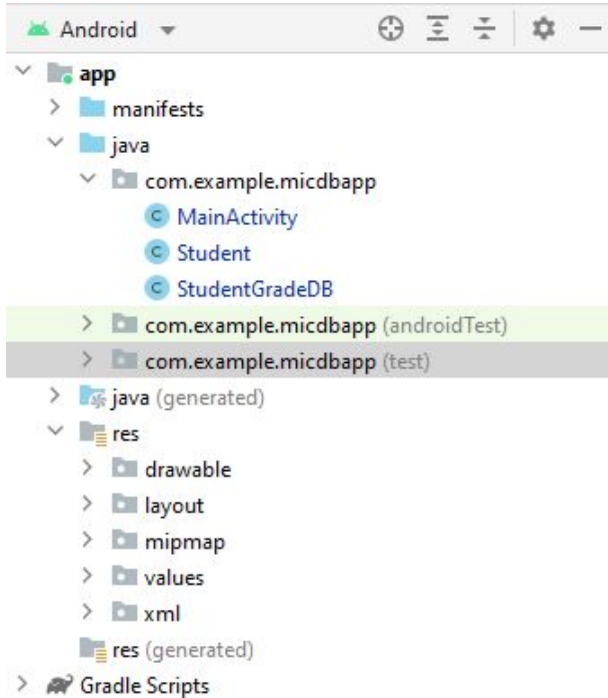 Android
app
manifests
java
com.example.micdbapp
MainActivity
Student
StudentGradeDB
com.example.micdbapp (androidTest)
com.example.micdbapp (test)
java (generated)
res
drawable
layout
mipmap
values
xml
res (generated)
Gradle Scripts